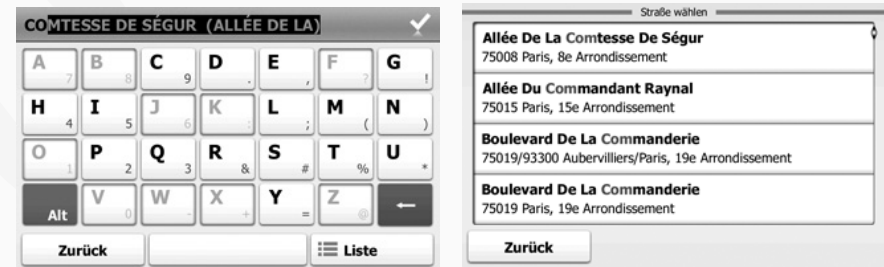 COMTESSE DE SÉGUR (ALLÉE DE LA)
A 7 B 8 C 9 D . E , F ? G !
H 4 I 5 J 6 K : L ; M ( N )
O 1 P 2 Q 3 R & S # T % U *
Alt V 0 W - X + Y = Z @
Zurück Liste
Straße wählen
Allée De La Comtesse De Ségur
75008 Paris, 8e Arrondissement
Allée Du Commandant Raynal
75015 Paris, 15e Arrondissement
Boulevard De La Commanderie
75019/93300 Aubervilliers/Paris, 19e Arrondissement
Boulevard De La Commanderie
75019 Paris, 19e Arrondissement
Zurück